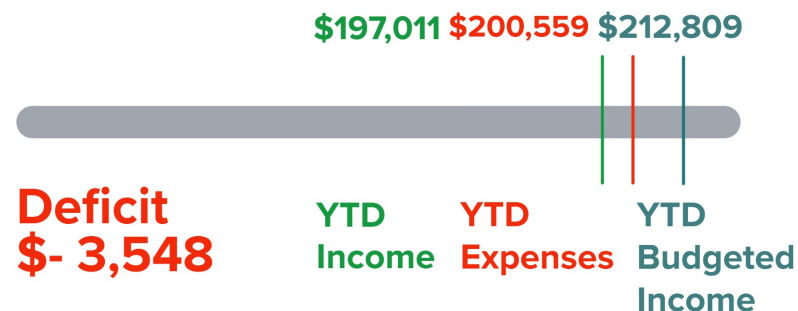 $197,011 $200,559 $212,809
Deficit
$- 3,548
YTD
Income
YTD
Expenses
YTD
Budgeted
Income